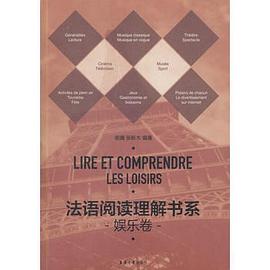 Généralités
Lecture
Musique classique
Musique en vogue
Théâtre
Spectacle
Cinéma
Télévision
Musée
Sport
Activités de plein air
Tourisme
Fête
Jeux
Gastronomie et
boissons
Plaisirs de chacun
Le divertissement
sur internet
编著
LIRE ET COMPRENDRE
LES LOISIRS
法语阅读理解书系
- 娱乐卷 -